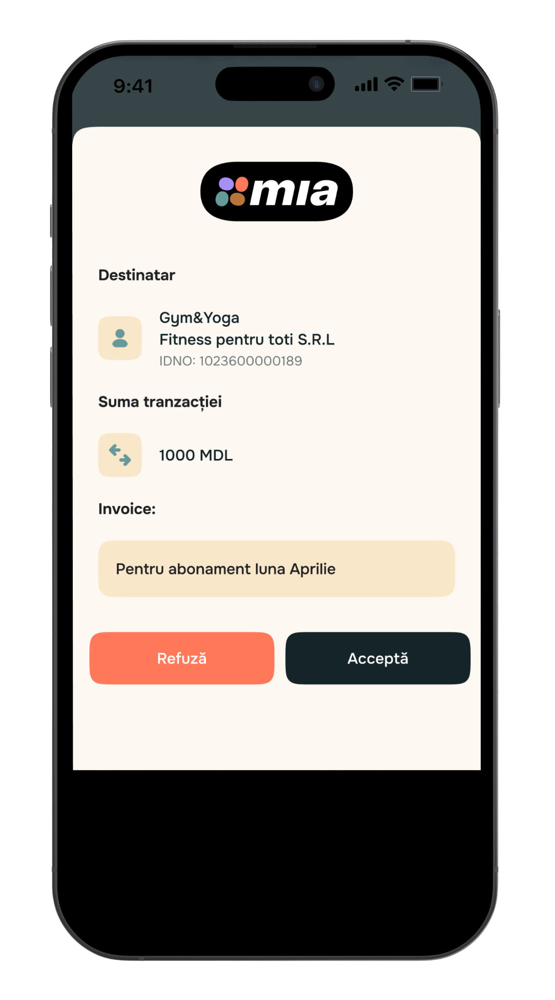 9:41
mia
Destinatar
Gym&Yoga
Fitness pentru toti S.R.L
IDNO: 1023600000189
Suma tranzacției
1000 MDL
Invoice:
Pentru abonament luna Aprilie
Refuză
Acceptă